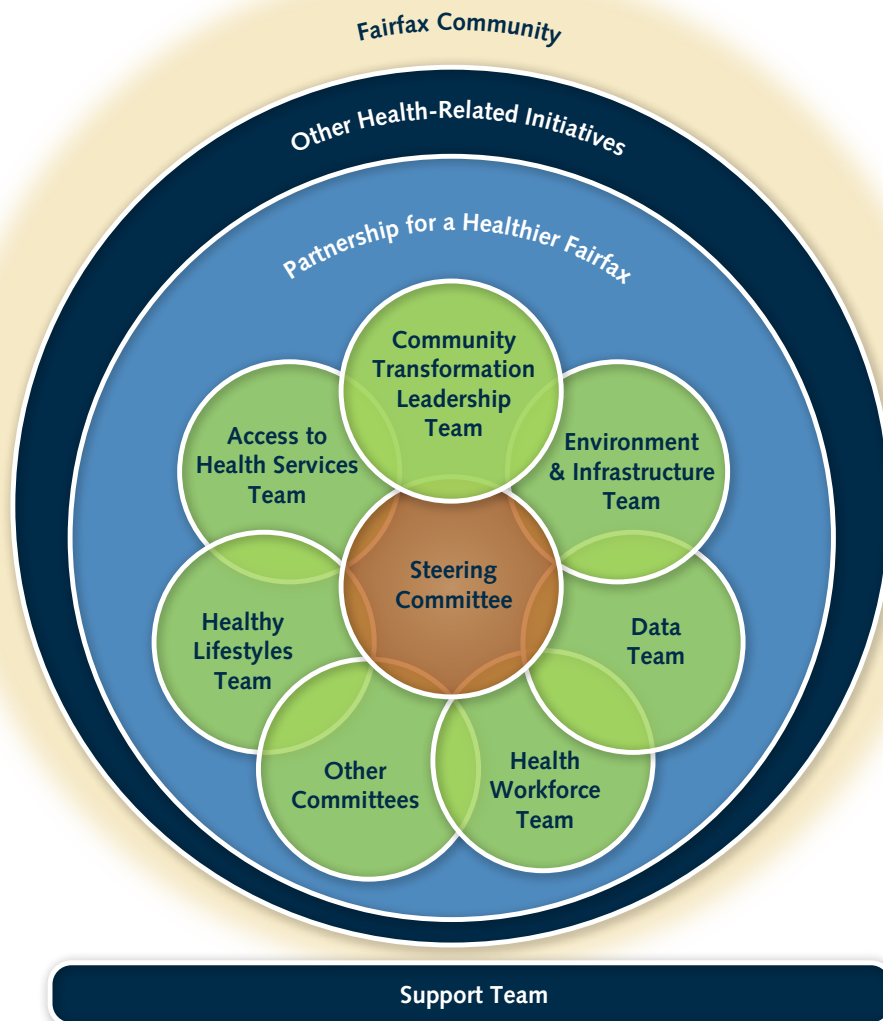 Fairfax Community
Other Health-Related Initiatives
Partnership for a Healthier Fairfax
Community
Transformation
Leadership
Team
Access to
Health Services
Team
Environment
& Infrastructure
Team
Steering
Committee
Healthy
Lifestyles
Team
Data
Team
Other
Committees
Health
Workforce
Team
Support Team